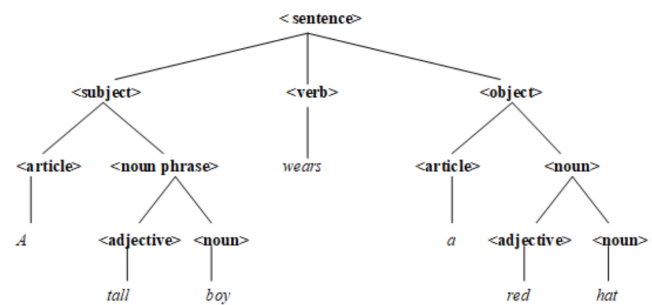 < sentence>
<subject> <verb> <object>
<article> <noun phrase> wears <article> <noun>
A <adjective> <noun> a <adjective> <noun>
tall boy red hat